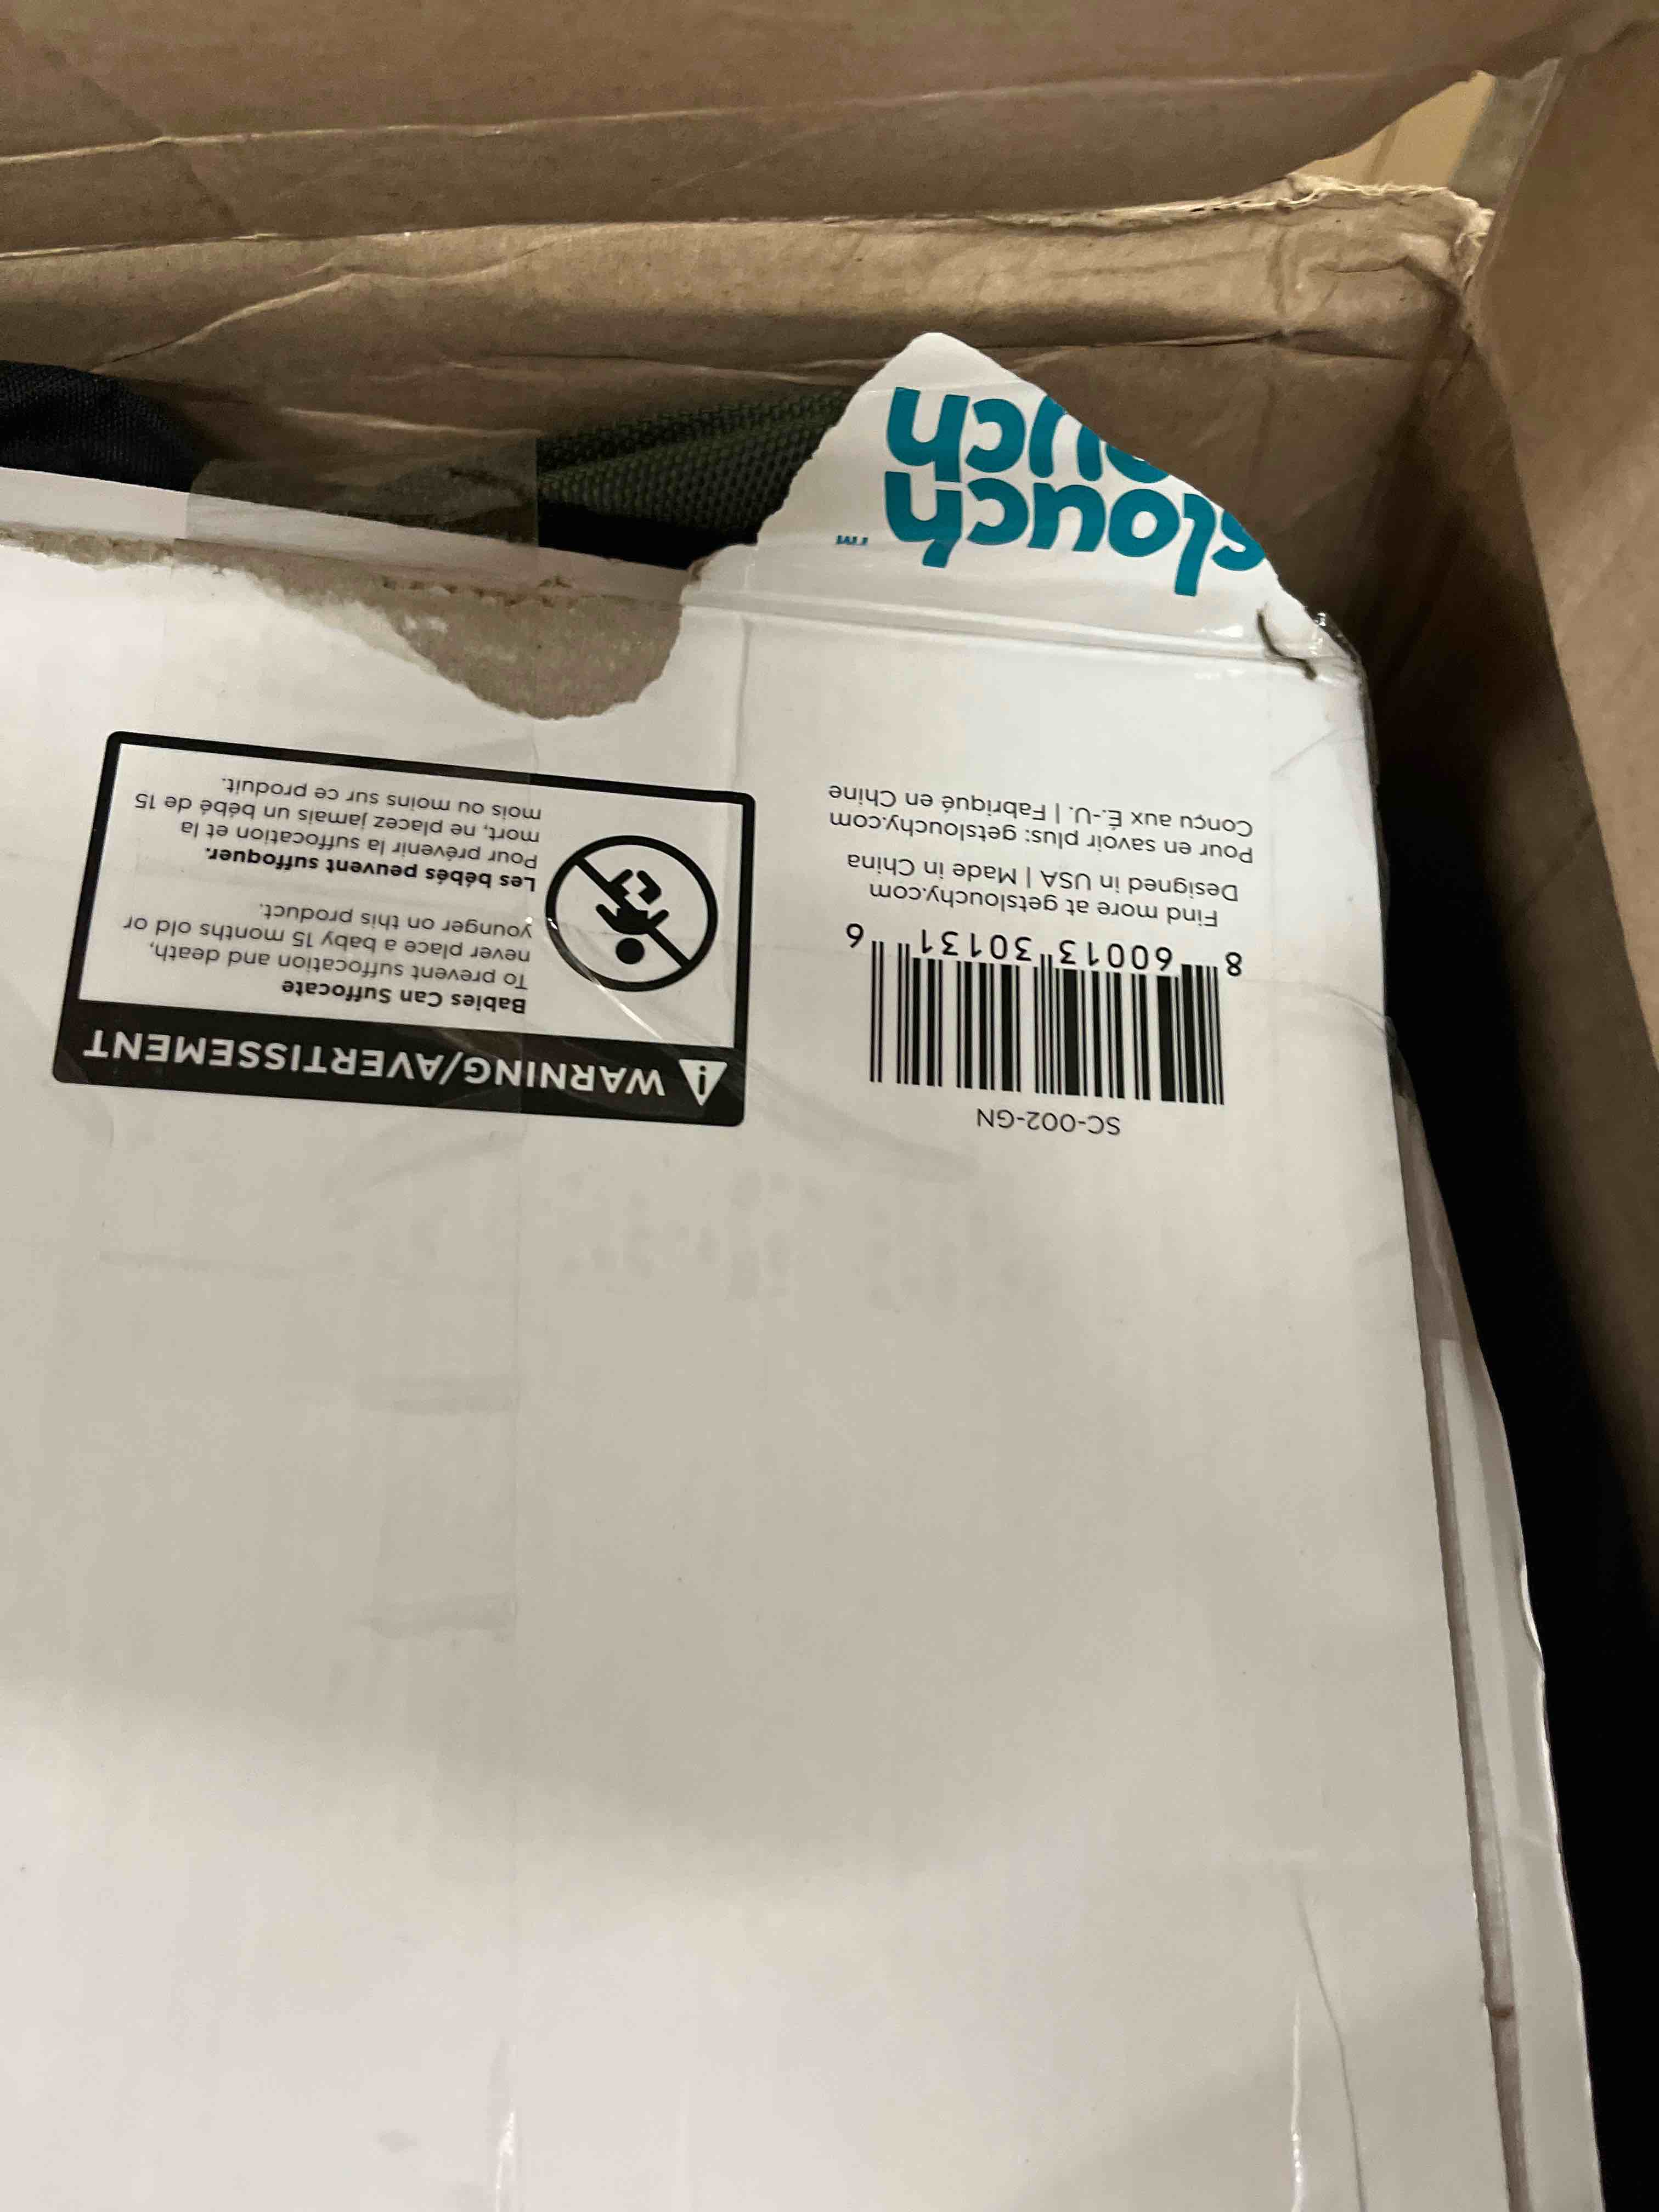 SC-002-GN
8 60013 30131 6
Find more at getslouchy.com
Designed in USA | Made in China
Pour en savoir plus: getslouchy.com
Conçu aux É.-U. | Fabriqué en Chine
WARNING/AVERTISSEMENT
Babies Can Suffocate
To prevent suffocation and death,
never place a baby 15 months old or
younger on this product.
Les bébés peuvent suffoquer.
Pour prévenir la suffocation et la
mort, ne placez jamais un bébé de 15
mois ou moins sur ce produit.
slouch™
ouch